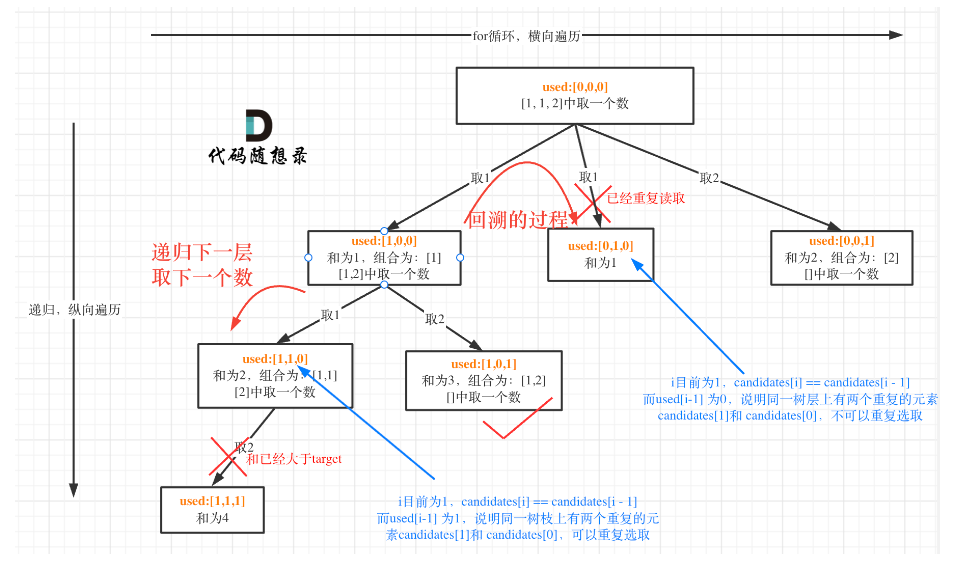 for循环，横向遍历
used:[0,0,0]
[1, 1, 2]中取一个数
代码随想录
取1
取1
取2
已经重复读取
回溯的过程
递归下一层
取下一个数
used:[1,0,0]
和为1，组合为：[1]
[1,2]中取一个数
used:[0,1,0]
和为1
used:[0,0,1]
和为2，组合为：[2]
[]中取一个数
递归，纵向遍历
取1
取2
used:[1,1,0]
和为2，组合为：[1,1]
[2]中取一个数
used:[1,0,1]
和为3，组合为：[1,2]
[]中取一个数
i目前为1，candidates[i] == candidates[i - 1]
而used[i-1] 为0，说明同一树层上有两个重复的元素
candidates[1]和 candidates[0]，不可以重复选取
取2
和已经大于target
used:[1,1,1]
和为4
i目前为1，candidates[i] == candidates[i - 1]
而used[i-1] 为1，说明同一树枝上有两个重复的元
素candidates[1]和 candidates[0]，可以重复选取